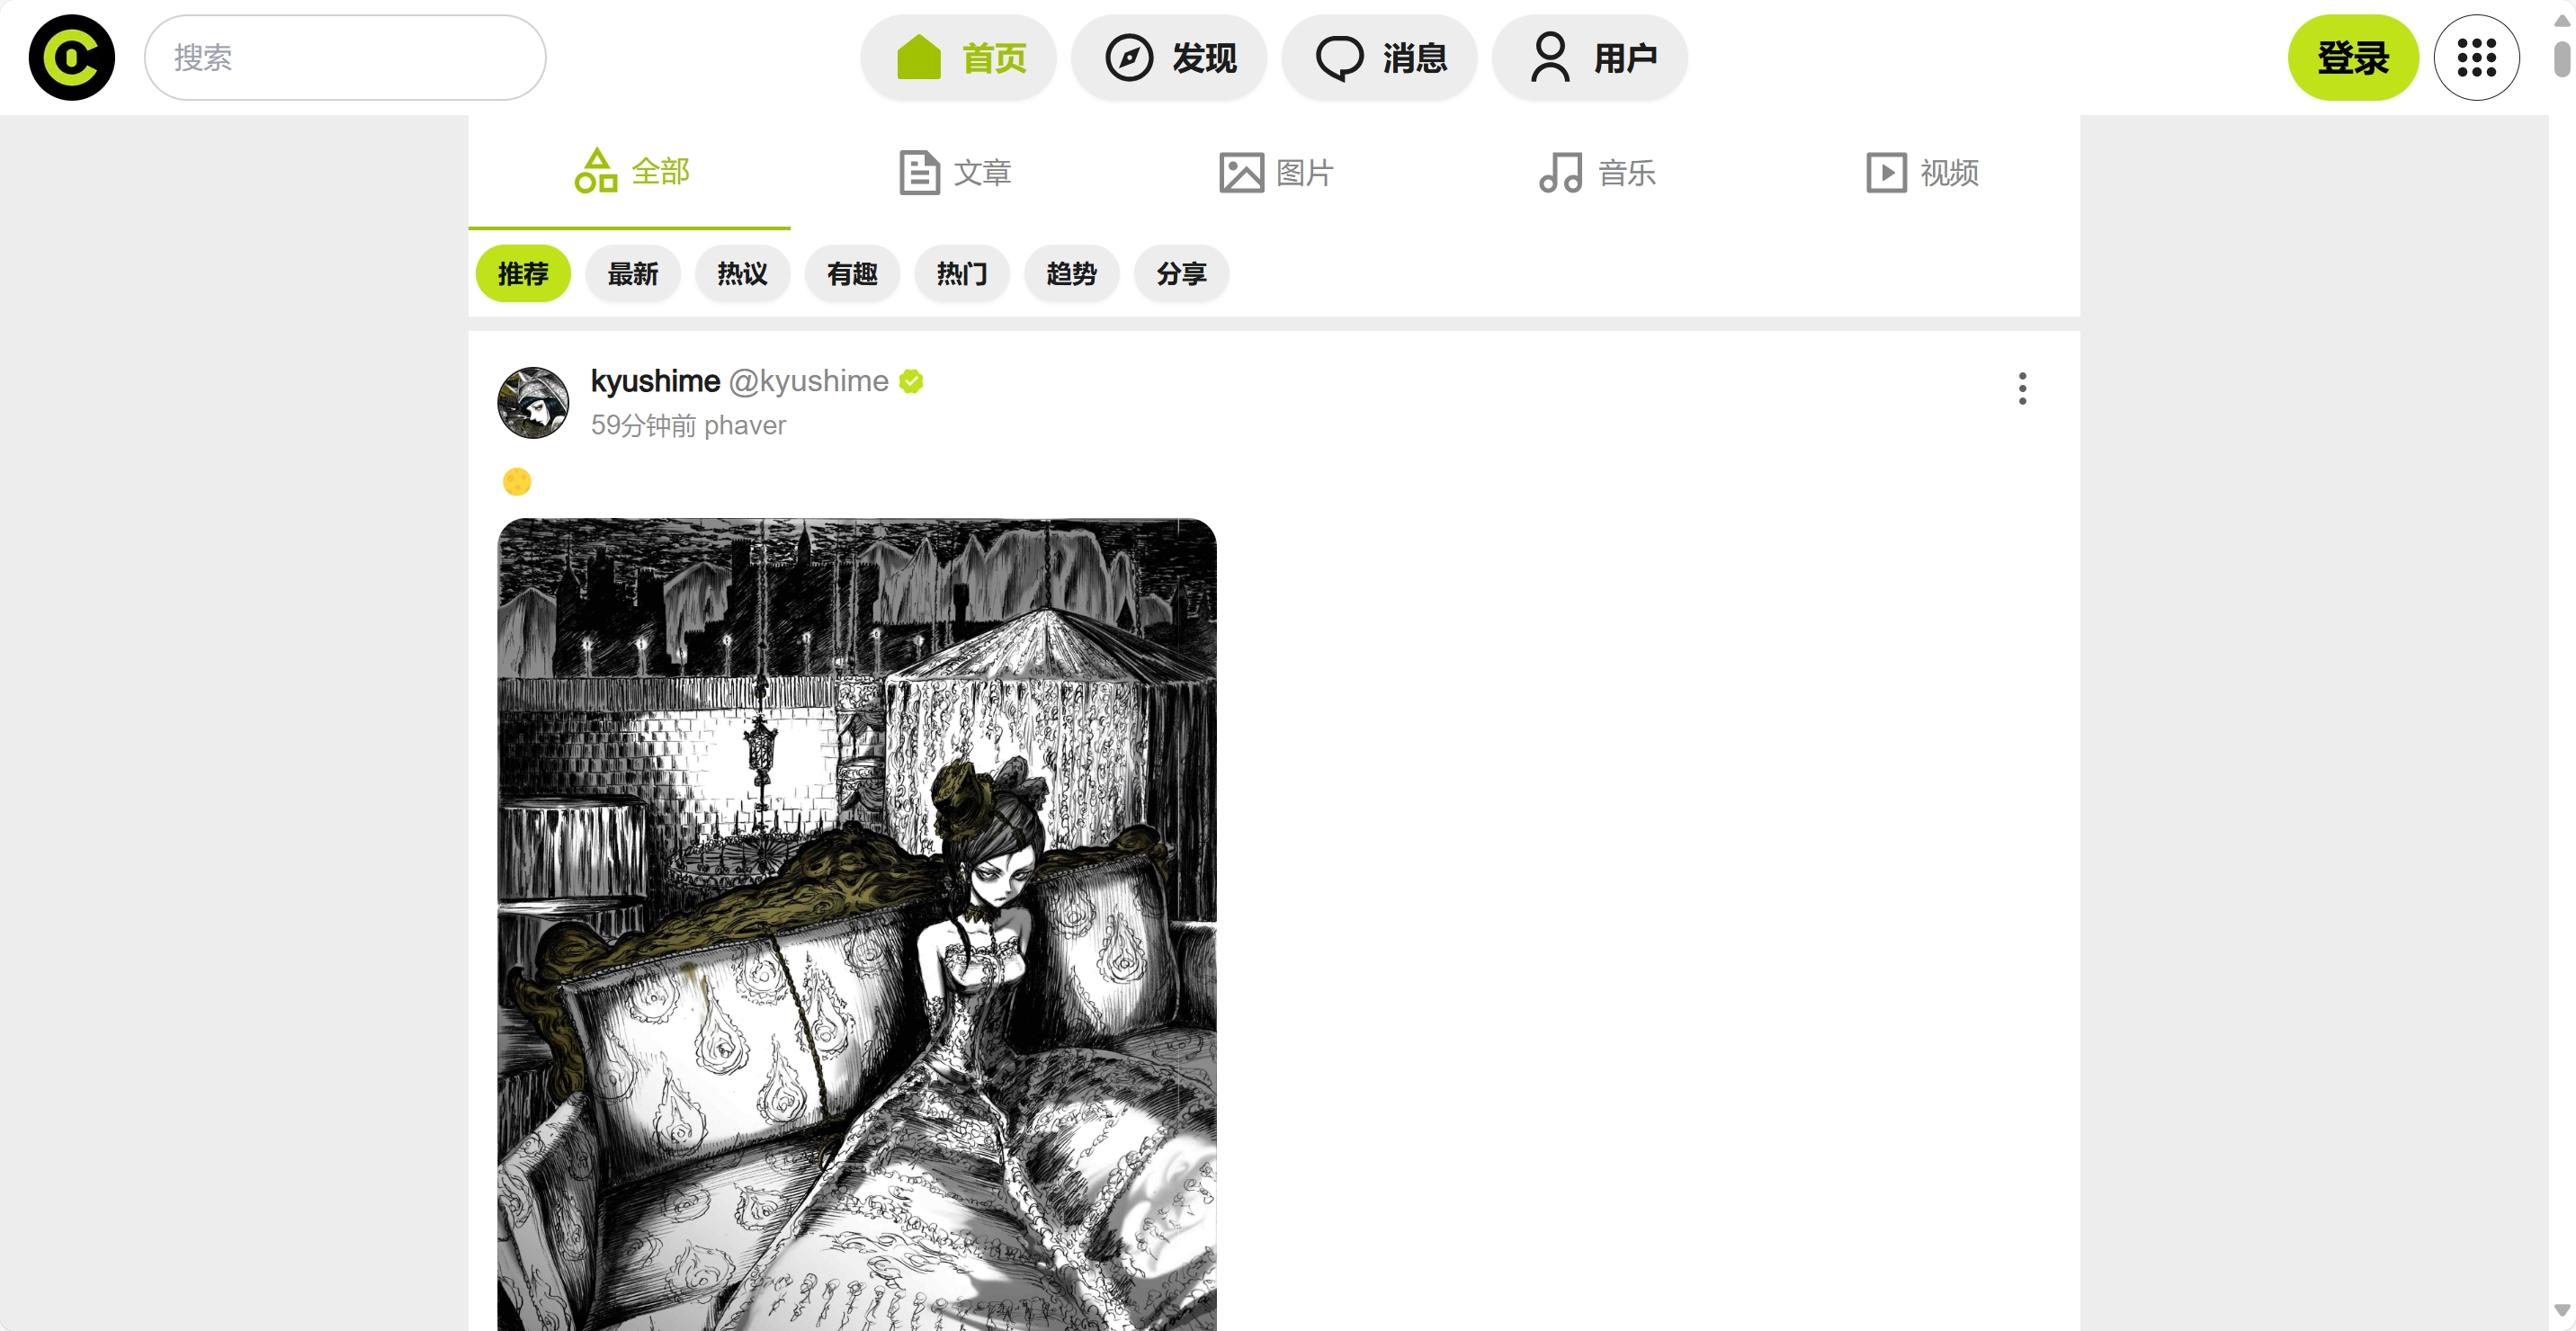 搜索
首页 发现 消息 用户
登录
全部 文章 图片 音乐 视频
推荐 最新 热议 有趣 热门 趋势 分享
kyushime @kyushime
59分钟前 phaver